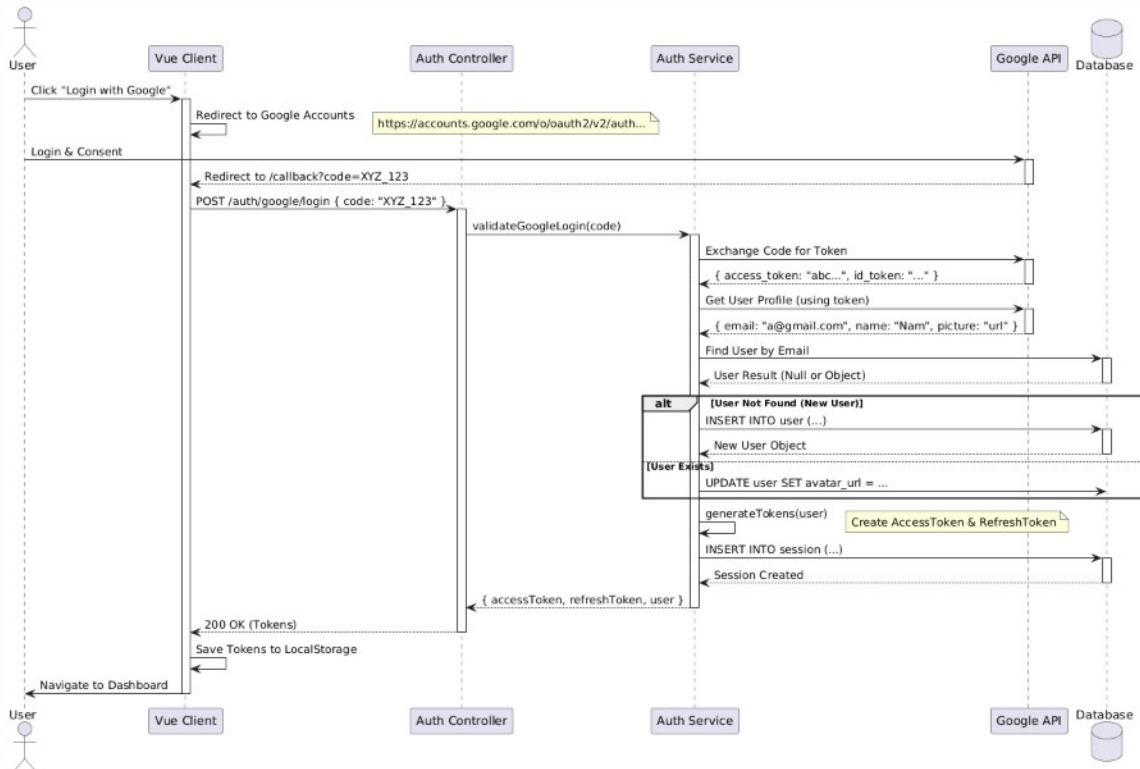 User
Vue Client
Auth Controller
Auth Service
Google API
Database
Click "Login with Google"
Redirect to Google Accounts
https://accounts.google.com/o/oauth2/v2/auth...
Login & Consent
Redirect to /callback?code=XYZ_123
POST /auth/google/login { code: "XYZ_123" }
validateGoogleLogin(code)
Exchange Code for Token
{ access_token: "abc...", id_token: "..." }
Get User Profile (using token)
{ email: "a@gmail.com", name: "Nam", picture: "url" }
Find User by Email
User Result (Null or Object)
alt
[User Not Found (New User)]
INSERT INTO user (...)
New User Object
[User Exists]
UPDATE user SET avatar_url = ...
generateTokens(user)
Create AccessToken & RefreshToken
INSERT INTO session (...)
Session Created
{ accessToken, refreshToken, user }
200 OK (Tokens)
Save Tokens to LocalStorage
Navigate to Dashboard
User
Vue Client
Auth Controller
Auth Service
Google API
Database